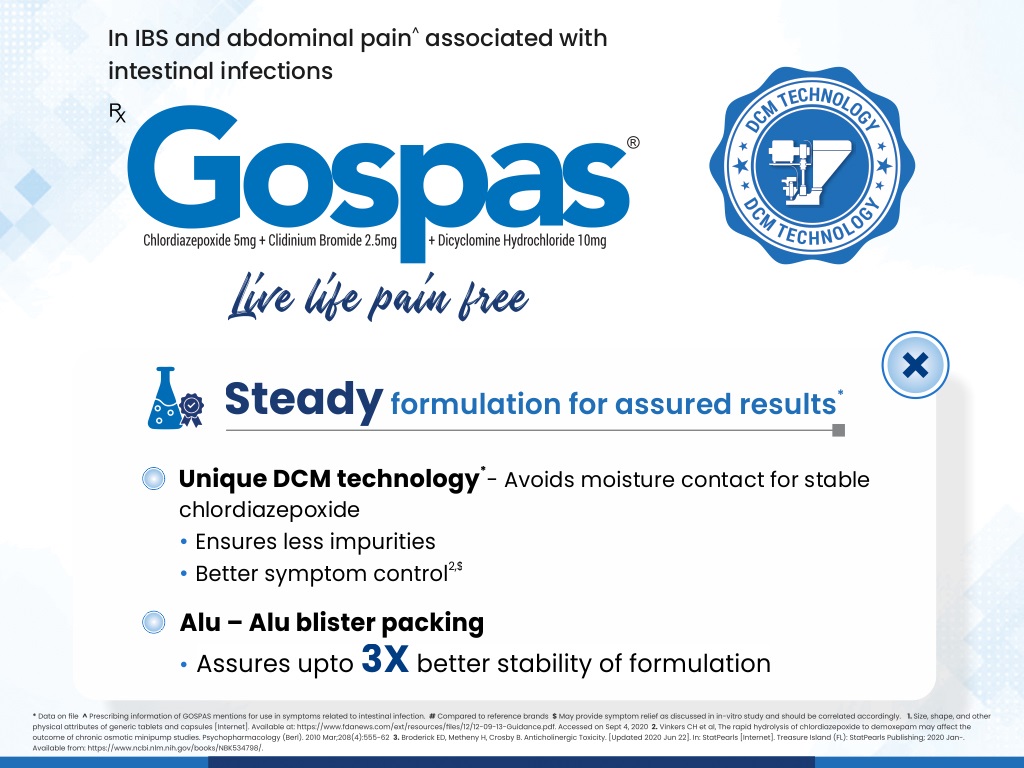 In IBS and abdominal pain^ associated with
intestinal infections
℞
Gospas®
Chlordiazepoxide 5mg + Clidinium Bromide 2.5mg + Dicyclomine Hydrochloride 10mg
Live life pain free
DCM TECHNOLOGY
DCM TECHNOLOGY
Steady formulation for assured results*
Unique DCM technology*- Avoids moisture contact for stable
chlordiazepoxide
• Ensures less impurities
• Better symptom control2,$
Alu – Alu blister packing
• Assures upto 3X better stability of formulation
* Data on file ^ Prescribing information of GOSPAS mentions for use in symptoms related to intestinal infection. # Compared to reference brands $ May provide symptom relief as discussed in in-vitro study and should be correlated accordingly. 1. Size, shape, and other
physical attributes of generic tablets and capsules [Internet]. Available at: https://www.fdanews.com/ext/resources/files/12/12-09-13-Guidance.pdf. Accessed on Sept 4, 2020 2. Vinkers CH et al, The rapid hydrolysis of chlordiazepoxide to demoxepam may affect the
outcome of chronic osmotic minipump studies. Psychopharmacology (Berl). 2010 Mar;208(4):555-62 3. Broderick ED, Metheny H, Crosby B. Anticholinergic Toxicity. [Updated 2020 Jun 22]. In: StatPearls [Internet]. Treasure Island (FL): StatPearls Publishing; 2020 Jan-.
Available from: https://www.ncbi.nlm.nih.gov/books/NBK534798/.